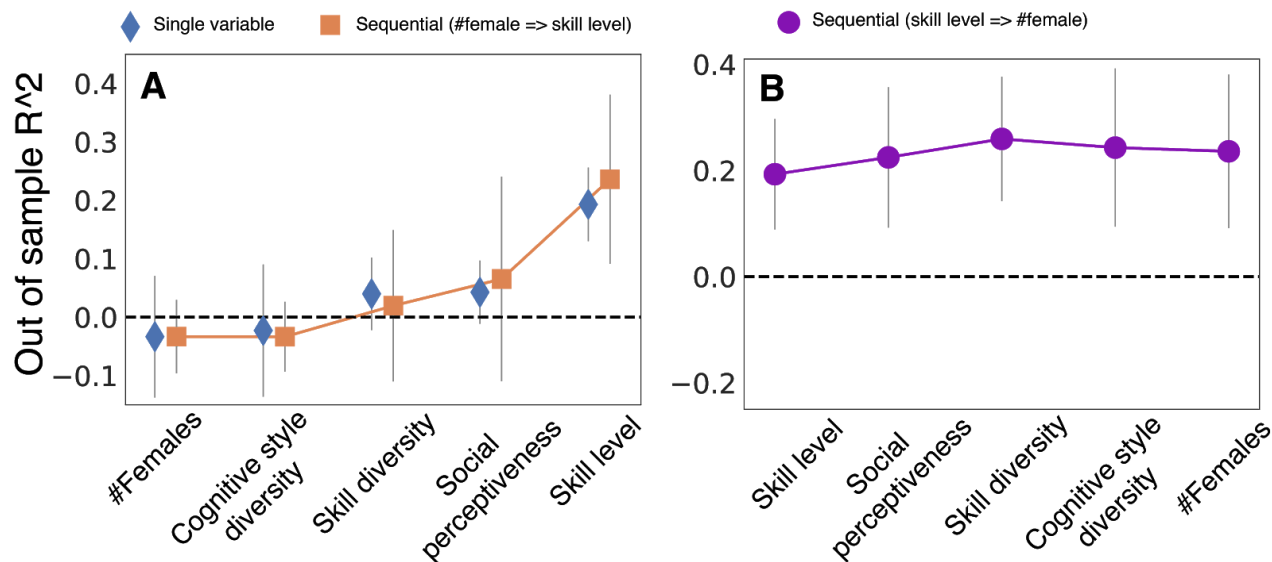 Single variable
Sequential (#female => skill level)
Sequential (skill level => #female)
A
B
Out of sample R^2
0.4
0.3
0.2
0.1
0.0
−0.1
0.4
0.2
0.0
−0.2
#Females
Cognitive style
diversity
Skill diversity
Social
perceptiveness
Skill level
Skill level
Social
perceptiveness
Skill diversity
Cognitive style
diversity
#Females